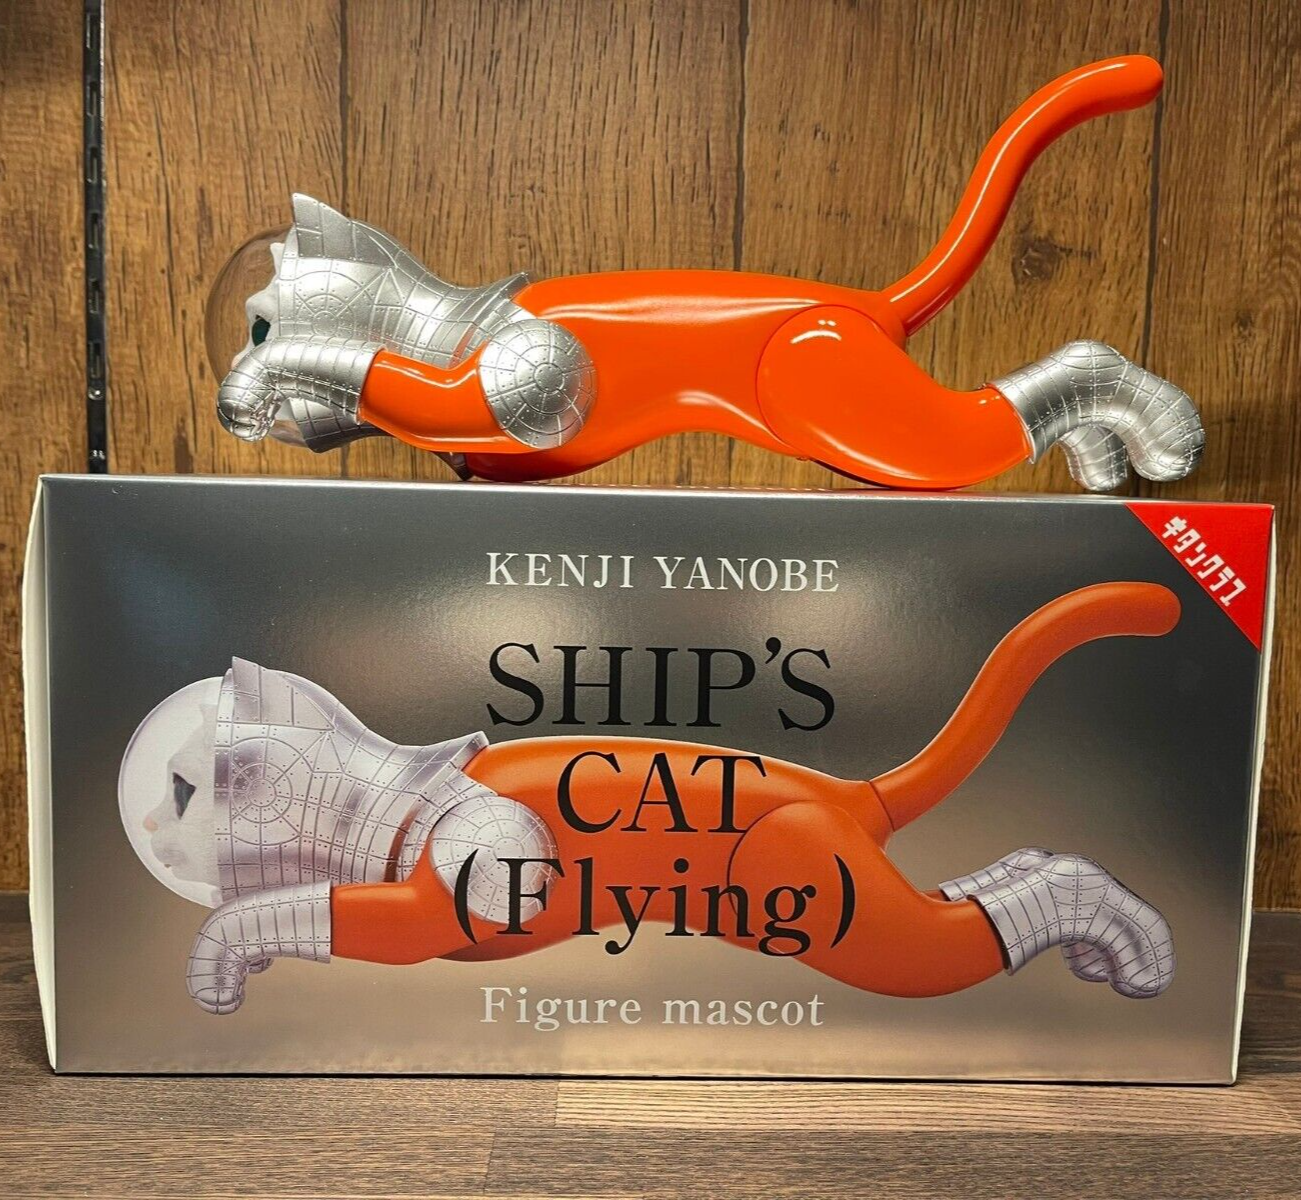 KENJI YANOBE
キタンクラブ
SHIP'S
CAT
(Flying)
Figure mascot